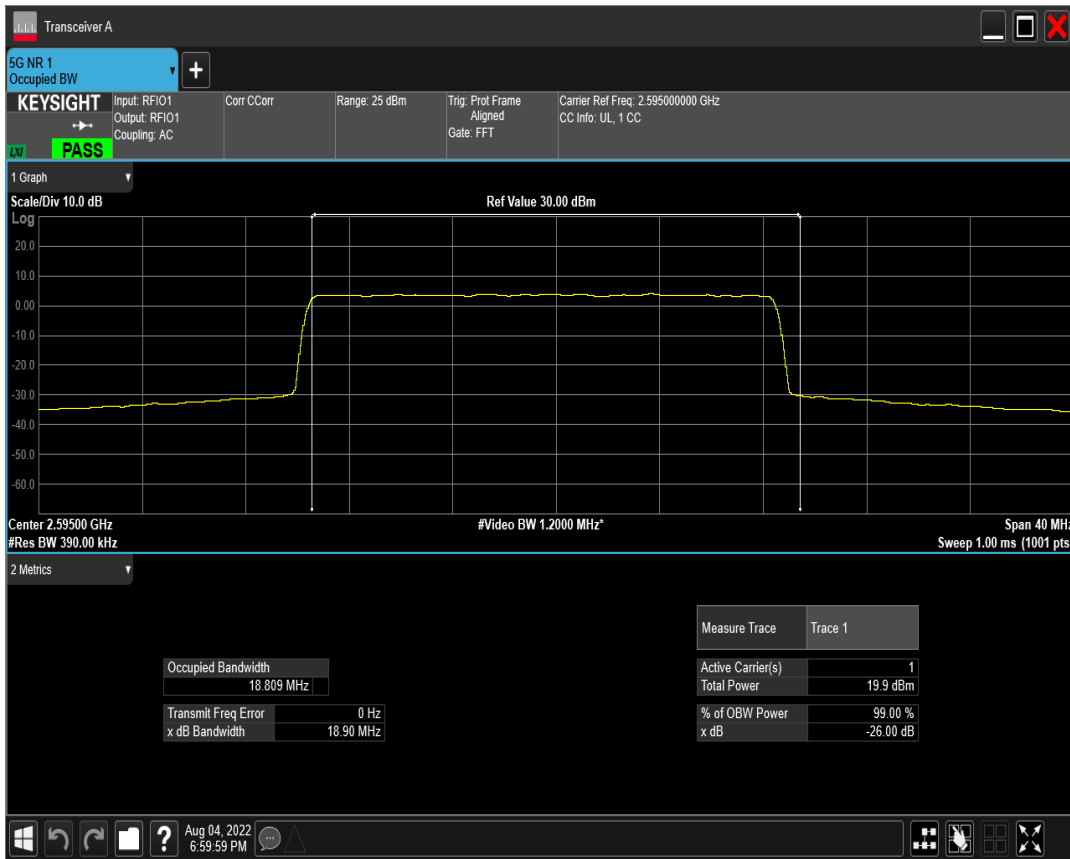 Transceiver A
5G NR 1
Occupied BW
KEYSIGHT
Input: RFIO1
Output: RFIO1
Coupling: AC
Corr CCorr
Range: 25 dBm
Trig: Prot Frame
Aligned
Gate: FFT
Carrier Ref Freq: 2.595000000 GHz
CC Info: UL, 1 CC
LXI
PASS
1 Graph
Scale/Div 10.0 dB
Ref Value 30.00 dBm
Log
20.0
10.0
0.00
-10.0
-20.0
-30.0
-40.0
-50.0
-60.0
Center 2.59500 GHz
#Video BW 1.2000 MHz*
Span 40 MHz
#Res BW 390.00 kHz
Sweep 1.00 ms (1001 pts
2 Metrics
Measure Trace Trace 1
Occupied Bandwidth
18.809 MHz
Active Carrier(s) 1
Total Power 19.9 dBm
Transmit Freq Error 0 Hz
x dB Bandwidth 18.90 MHz
% of OBW Power 99.00 %
x dB -26.00 dB
?
Aug 04, 2022
6:59:59 PM